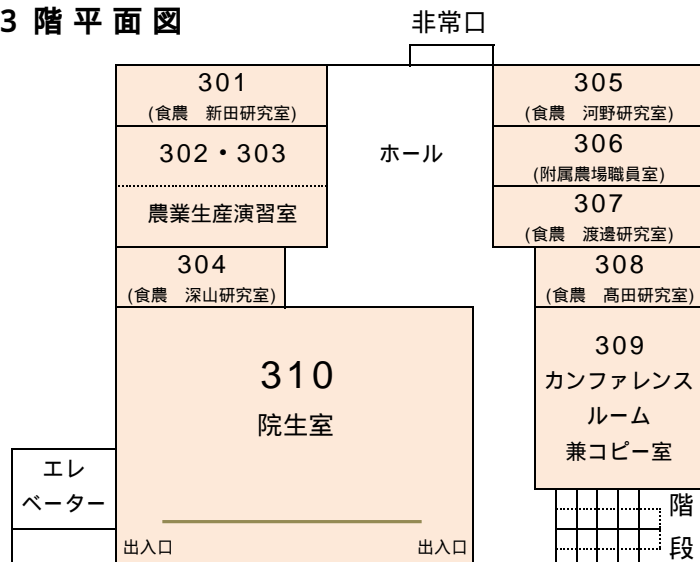 3 階 平 面 図
非常口
301
(食農　新田研究室)
302・303
農業生産演習室
304
(食農　深山研究室)
ホール
305
(食農　河野研究室)
306
(附属農場職員室)
307
(食農　渡邊研究室)
308
(食農　髙田研究室)
309
カンファレンス
ルーム
兼コピー室
310
院生室
出入口
出入口
エレ
ベーター
階
段